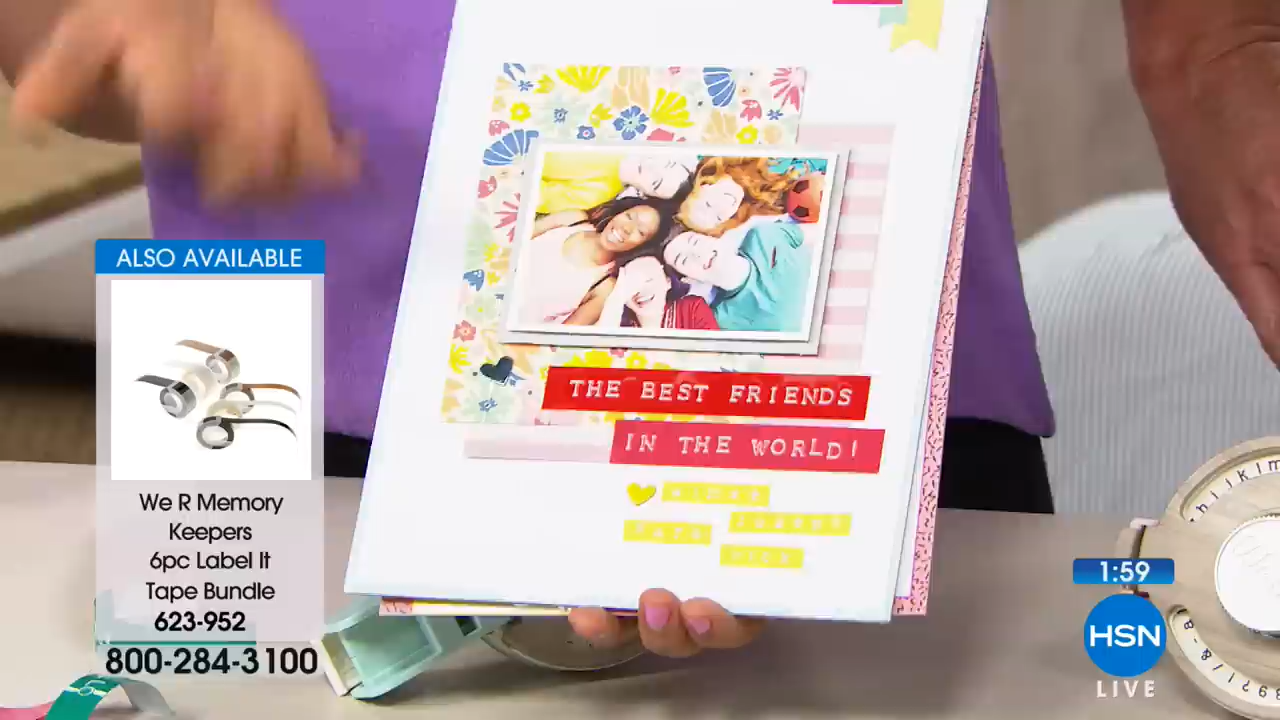 ALSO AVAILABLE
We R Memory
Keepers
6pc Label It
Tape Bundle
623-952
800-284-3100
THE BEST FRIENDS
IN THE WORLD!
1:59
HSN
LIVE
hijklm